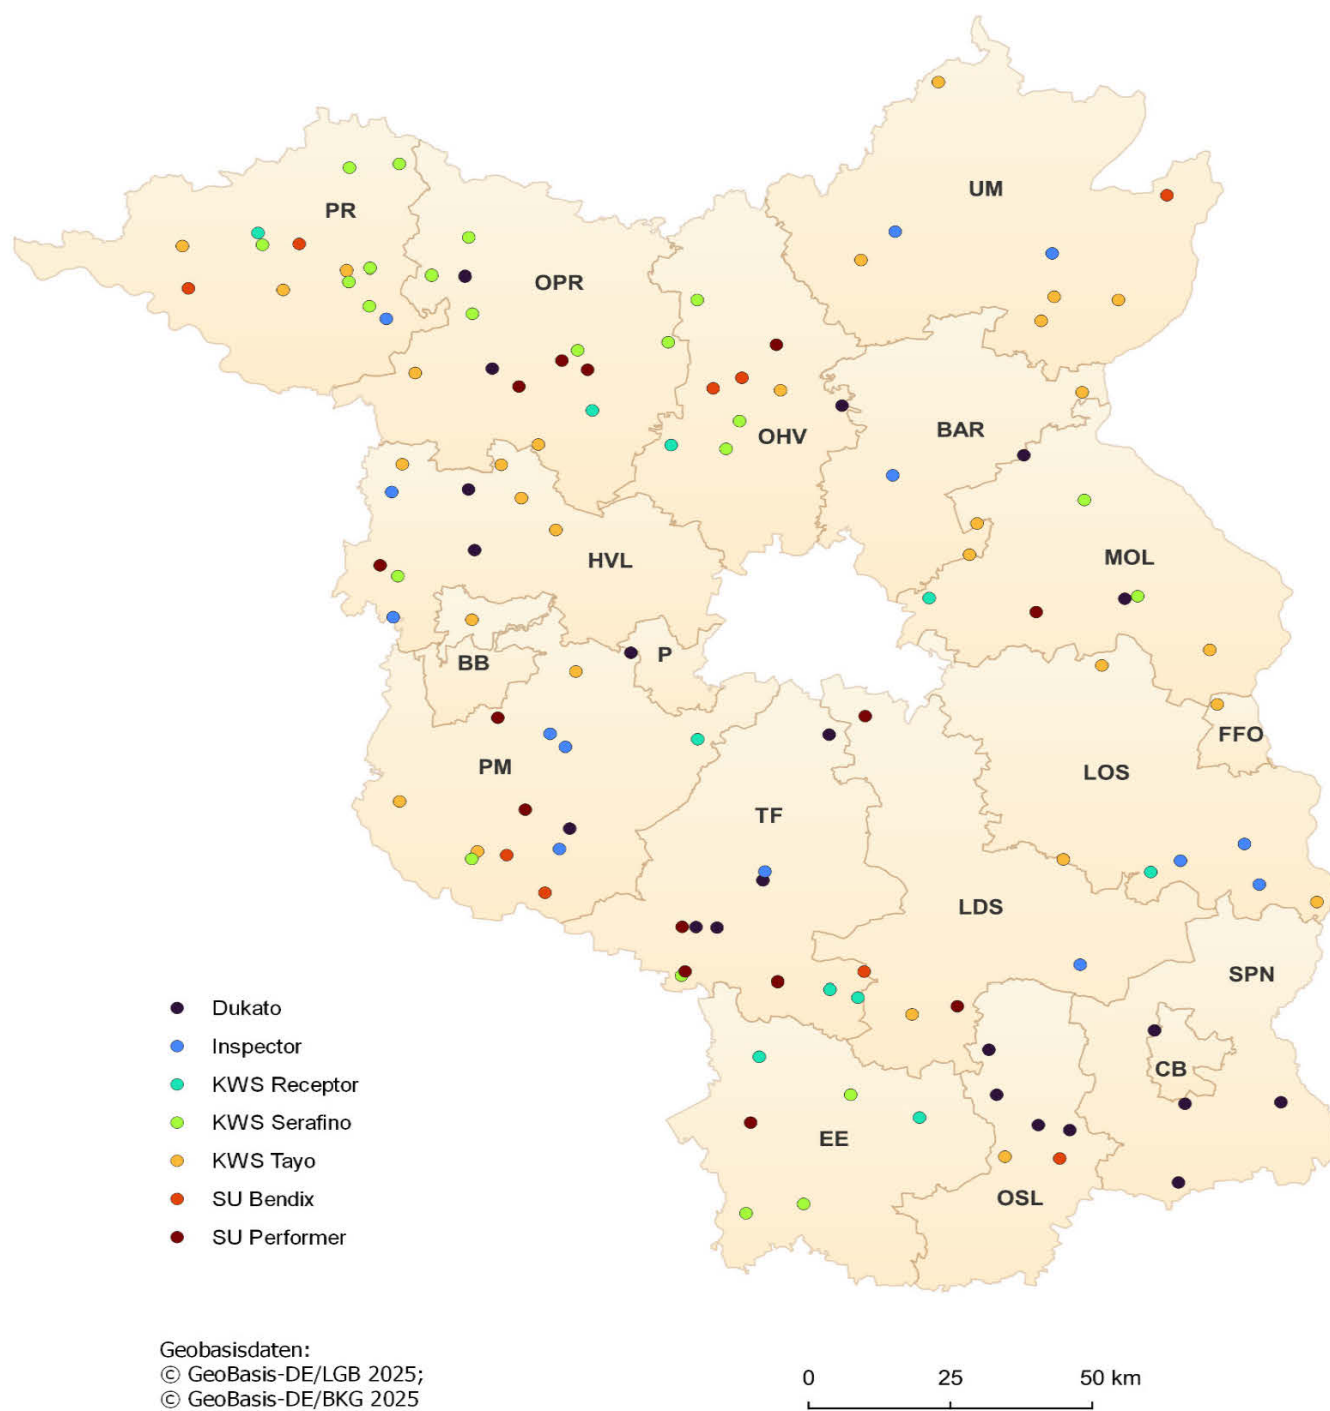 UM
PR
OPR
BAR
OHV
MOL
HVL
P
BB
FFO
PM
LOS
TF
LDS
SPN
CB
EE
OSL
Dukato
Inspector
KWS Receptor
KWS Serafino
KWS Tayo
SU Bendix
SU Performer
Geobasisdaten:
© GeoBasis-DE/LGB 2025;
© GeoBasis-DE/BKG 2025
0 25 50 km